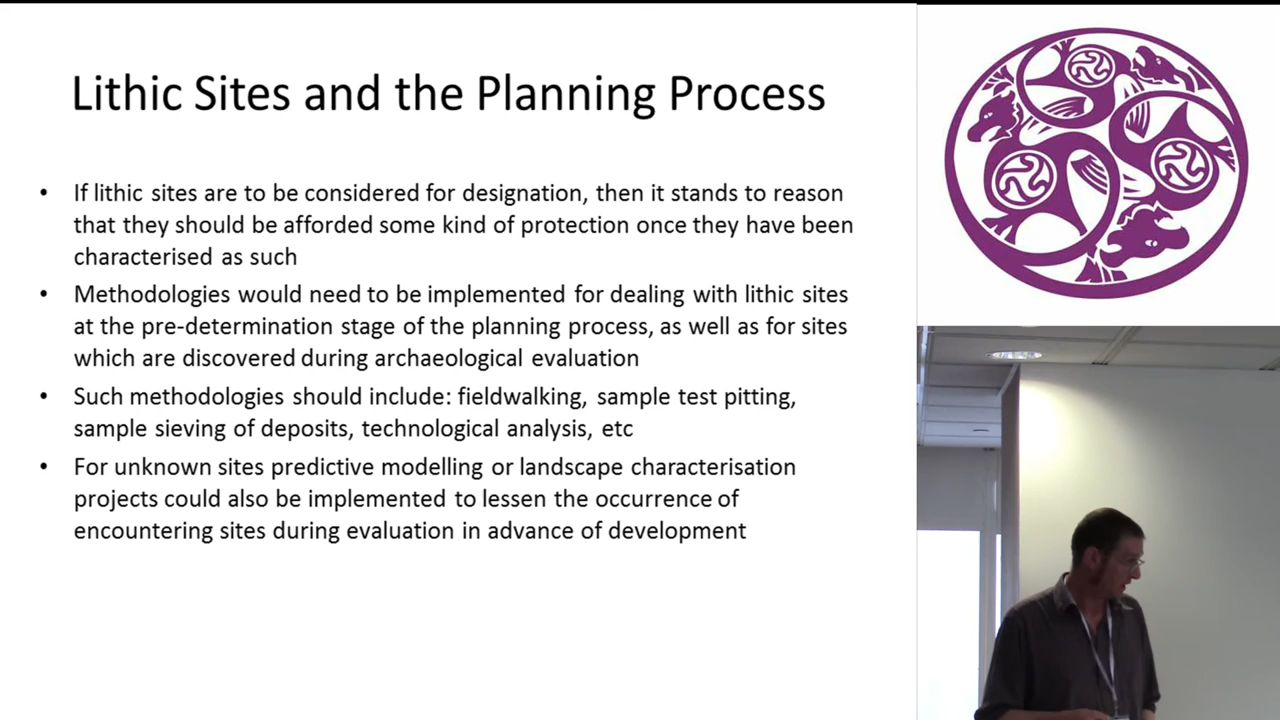 Lithic Sites and the Planning Process
• If lithic sites are to be considered for designation, then it stands to reason
that they should be afforded some kind of protection once they have been
characterised as such
• Methodologies would need to be implemented for dealing with lithic sites
at the pre-determination stage of the planning process, as well as for sites
which are discovered during archaeological evaluation
• Such methodologies should include: fieldwalking, sample test pitting,
sample sieving of deposits, technological analysis, etc
• For unknown sites predictive modelling or landscape characterisation
projects could also be implemented to lessen the occurrence of
encountering sites during evaluation in advance of development